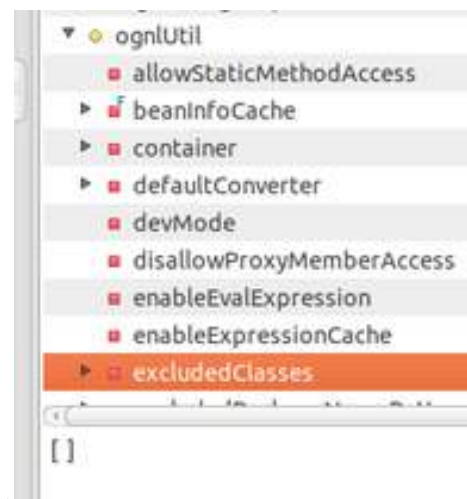 ognlUtil
allowStaticMethodAccess
beanInfoCache
container
defaultConverter
devMode
disallowProxyMemberAccess
enableEvalExpression
enableExpressionCache
excludedClasses
[]